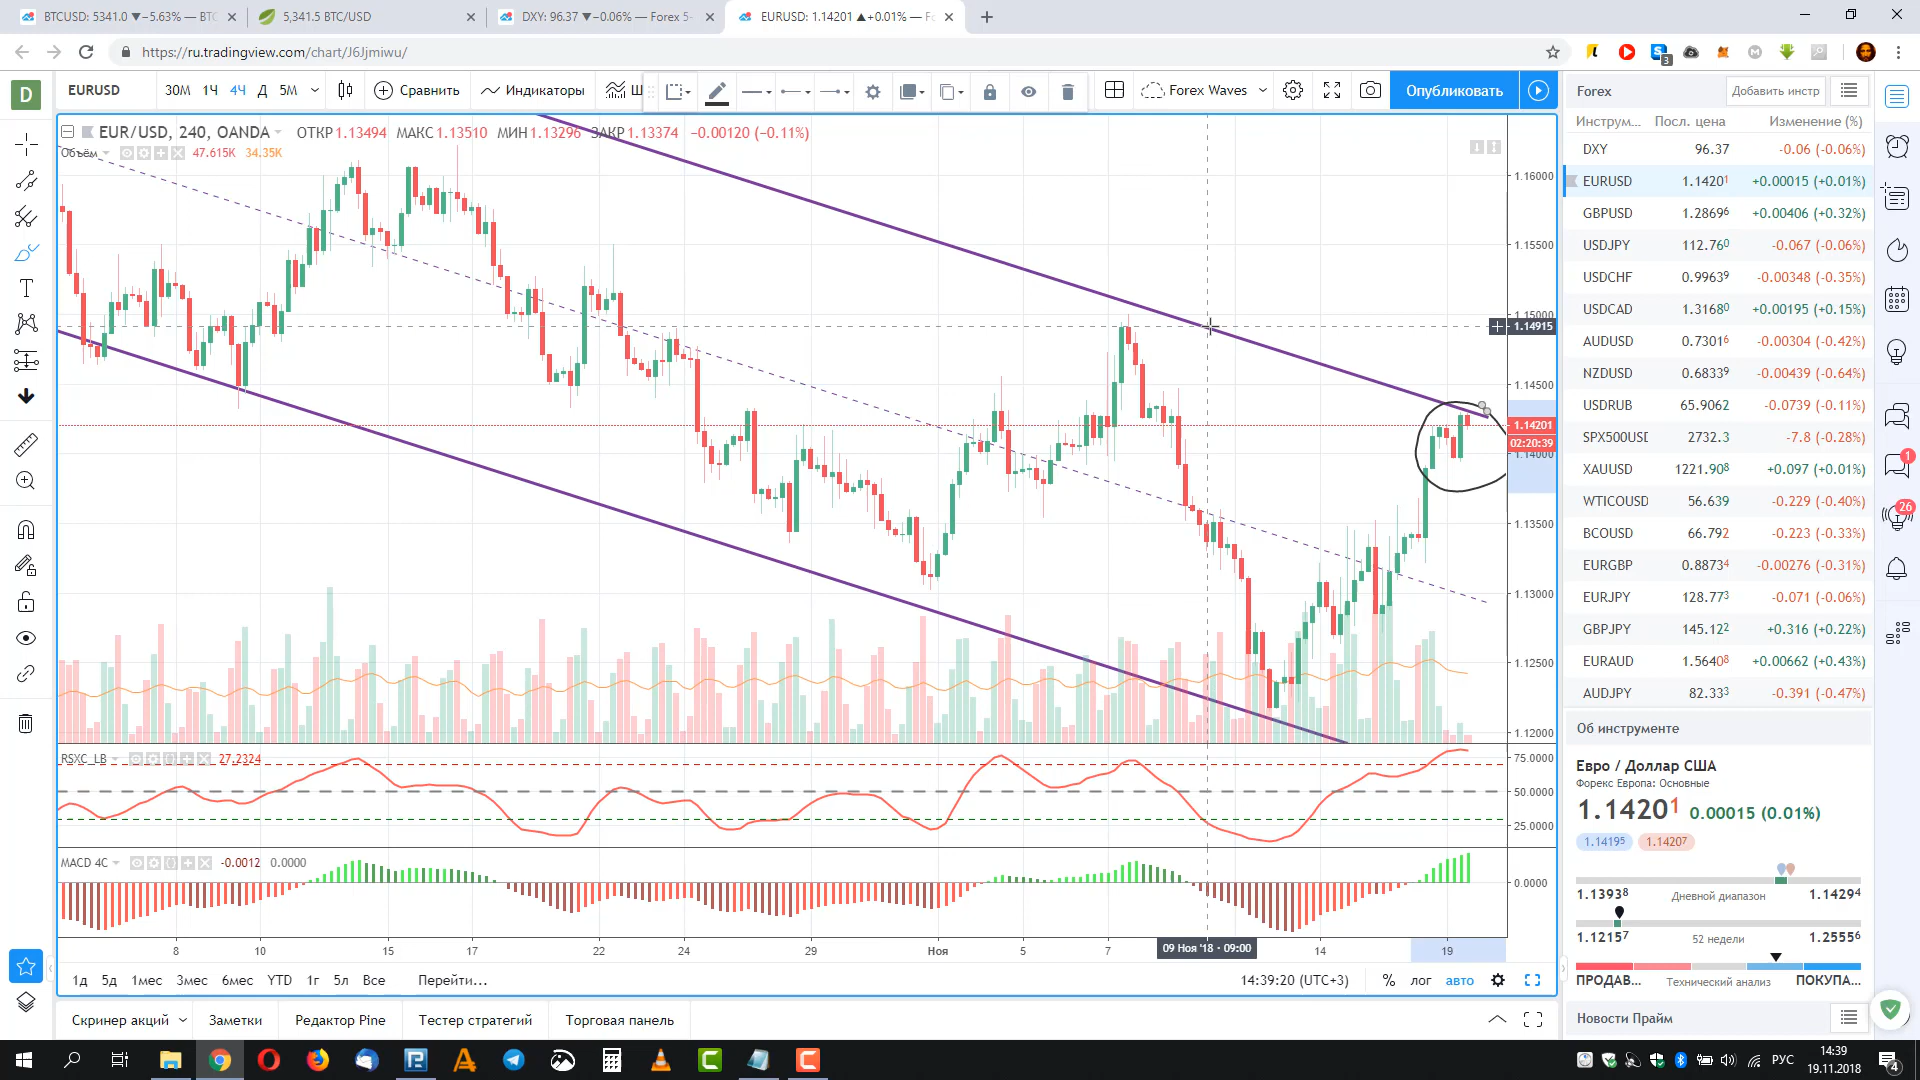 BTCUSD: 5341.0 ▼−5.63% — BTC
5,341.5 BTC/USD
DXY: 96.37 ▼−0.06% — Forex 5-
EURUSD: 1.14201 ▲+0.01% — Fo
https://ru.tradingview.com/chart/J6Jjmiwu/
D EURUSD 30М 1Ч 4Ч Д 5М Сравнить Индикаторы Ш Forex Waves Опубликовать
Forex Добавить инстр
EUR/USD, 240, OANDA ОТКР 1.13494 МАКС 1.13510 МИН 1.13296 ЗАКР 1.13374 −0.00120 (−0.11%)
Объём 47.615K 34.35K
Инструм... Посл. цена Изменение (%)
DXY 96.37 -0.06 (-0.06%)
EURUSD 1.14201 +0.00015 (+0.01%)
GBPUSD 1.28696 +0.00406 (+0.32%)
USDJPY 112.760 -0.067 (-0.06%)
USDCHF 0.99639 -0.00348 (-0.35%)
USDCAD 1.31680 +0.00195 (+0.15%)
AUDUSD 0.73016 -0.00304 (-0.42%)
NZDUSD 0.68339 -0.00439 (-0.64%)
USDRUB 65.9062 -0.0739 (-0.11%)
SPX500USD 2732.3 -7.8 (-0.28%)
XAUUSD 1221.908 +0.097 (+0.01%)
WTICOUSD 56.639 -0.229 (-0.40%)
BCOUSD 66.792 -0.223 (-0.33%)
EURGBP 0.88734 -0.00276 (-0.31%)
EURJPY 128.773 -0.071 (-0.06%)
GBPJPY 145.122 +0.316 (+0.22%)
EURAUD 1.56408 +0.00662 (+0.43%)
AUDJPY 82.333 -0.391 (-0.47%)
1.16000
1.15500
1.15000
1.14915
1.14500
1.14201
02:20:39
1.14000
1.13500
1.13000
1.12500
1.12000
1
26
RSXC_LB 27.2324
75.0000
50.0000
25.0000
MACD 4C -0.0012 0.0000
0.0000
8 10 15 17 22 24 29 Ноя 5 7 09 Ноя '18 - 09:00 14 19
1д 5д 1мес 3мес 6мес YTD 1г 5л Все Перейти... 14:39:20 (UTC+3) % лог авто
Скринер акций Заметки Редактор Pine Тестер стратегий Торговая панель
Об инструменте
Евро / Доллар США
Форекс Европа: Основные
1.14201 0.00015 (0.01%)
1.14195 1.14207
1.13938 Дневной диапазон 1.14294
1.12157 52 недели 1.25556
ПРОДАВ... Технический анализ ПОКУПА...
Новости Прайм
РУС
14:39
19.11.2018
4